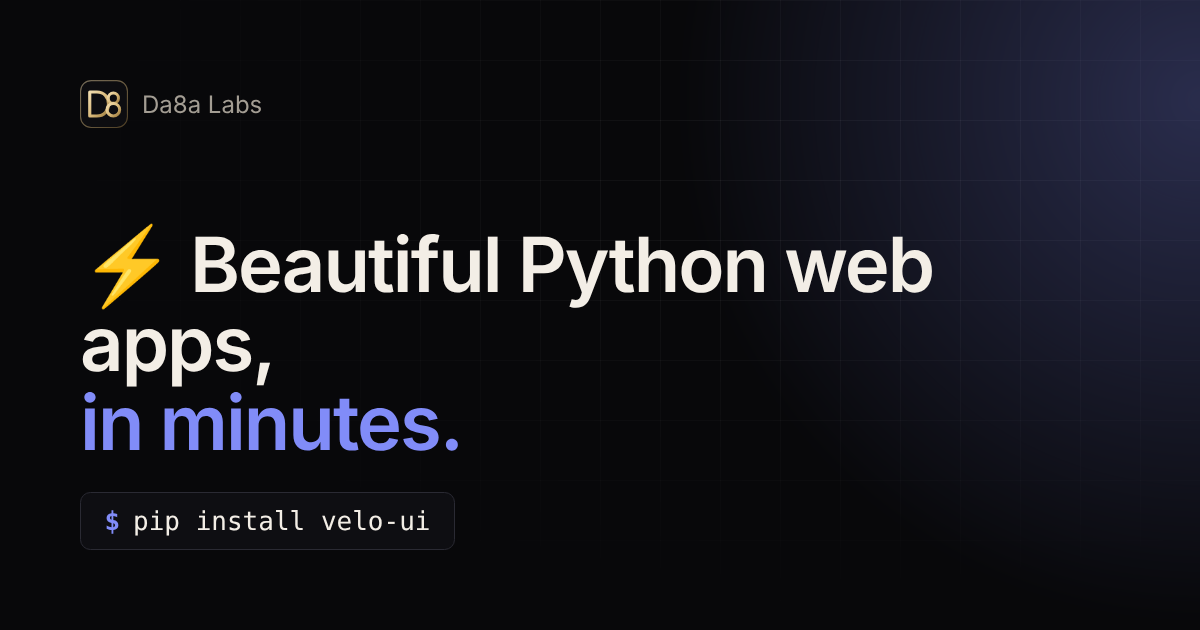 D8 Da8a Labs
⚡ Beautiful Python web
apps,
in minutes.
$ pip install velo-ui